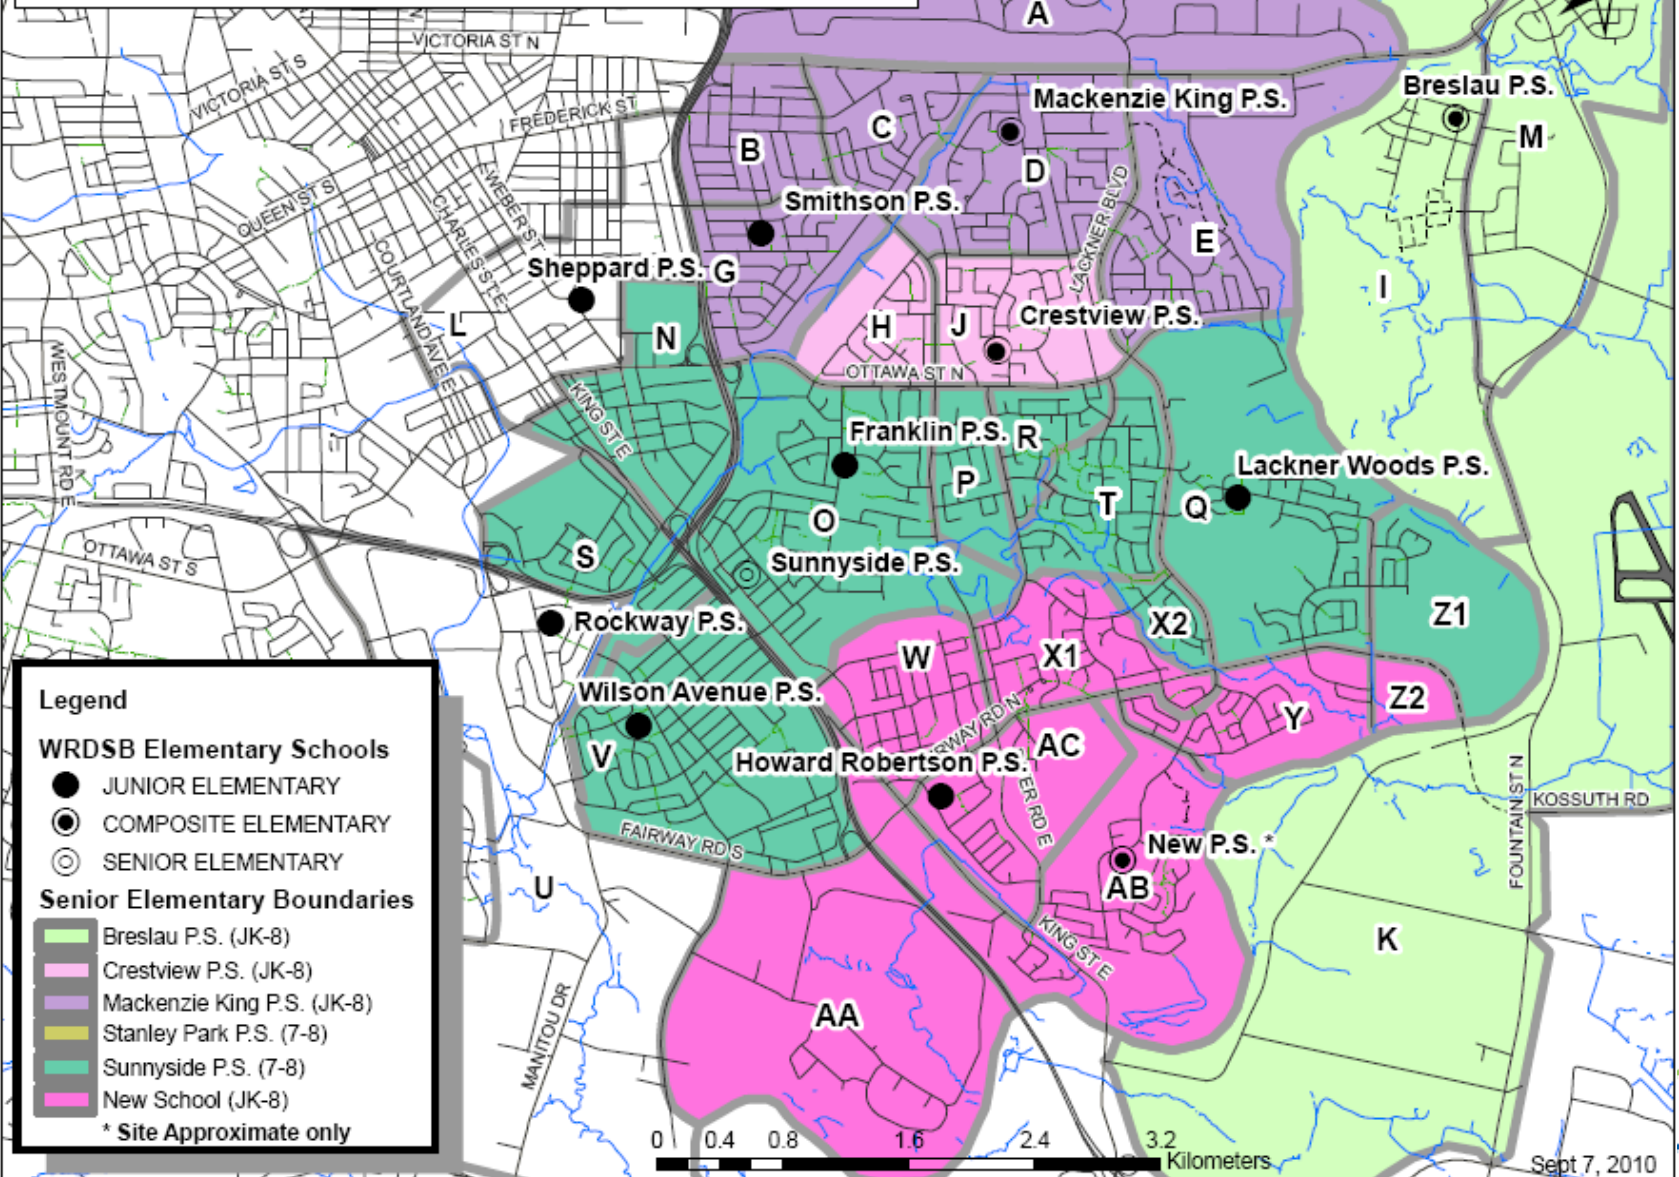 A
VICTORIA ST N
VICTORIA ST S
FREDERICK ST
Mackenzie King P.S.
Breslau P.S.
B
C
D
M
QUEEN ST S
WEBER ST
CHARLES ST E
COURTLAND AVE E
Smithson P.S.
LACKNER BLVD
E
Sheppard P.S.
G
I
L
N
H
J
Crestview P.S.
OTTAWA ST N
WESTMOUNT RD E
KING ST E
Franklin P.S.
R
Lackner Woods P.S.
P
T
Q
O
OTTAWA ST S
S
Sunnyside P.S.
Rockway P.S.
X2
Z1
W
X1
Wilson Avenue P.S.
Z2
Y
V
FAIRWAY RD N
AC
Howard Robertson P.S.
ER RD E
FOUNTAIN ST N
KOSSUTH RD
FAIRWAY RD S
New P.S. *
AB
U
KING ST E
K
AA
MANITOU DR
Legend
WRDSB Elementary Schools
JUNIOR ELEMENTARY
COMPOSITE ELEMENTARY
SENIOR ELEMENTARY
Senior Elementary Boundaries
Breslau P.S. (JK-8)
Crestview P.S. (JK-8)
Mackenzie King P.S. (JK-8)
Stanley Park P.S. (7-8)
Sunnyside P.S. (7-8)
New School (JK-8)
* Site Approximate only
0 0.4 0.8 1.6 2.4 3.2
Kilometers
Sept 7, 2010